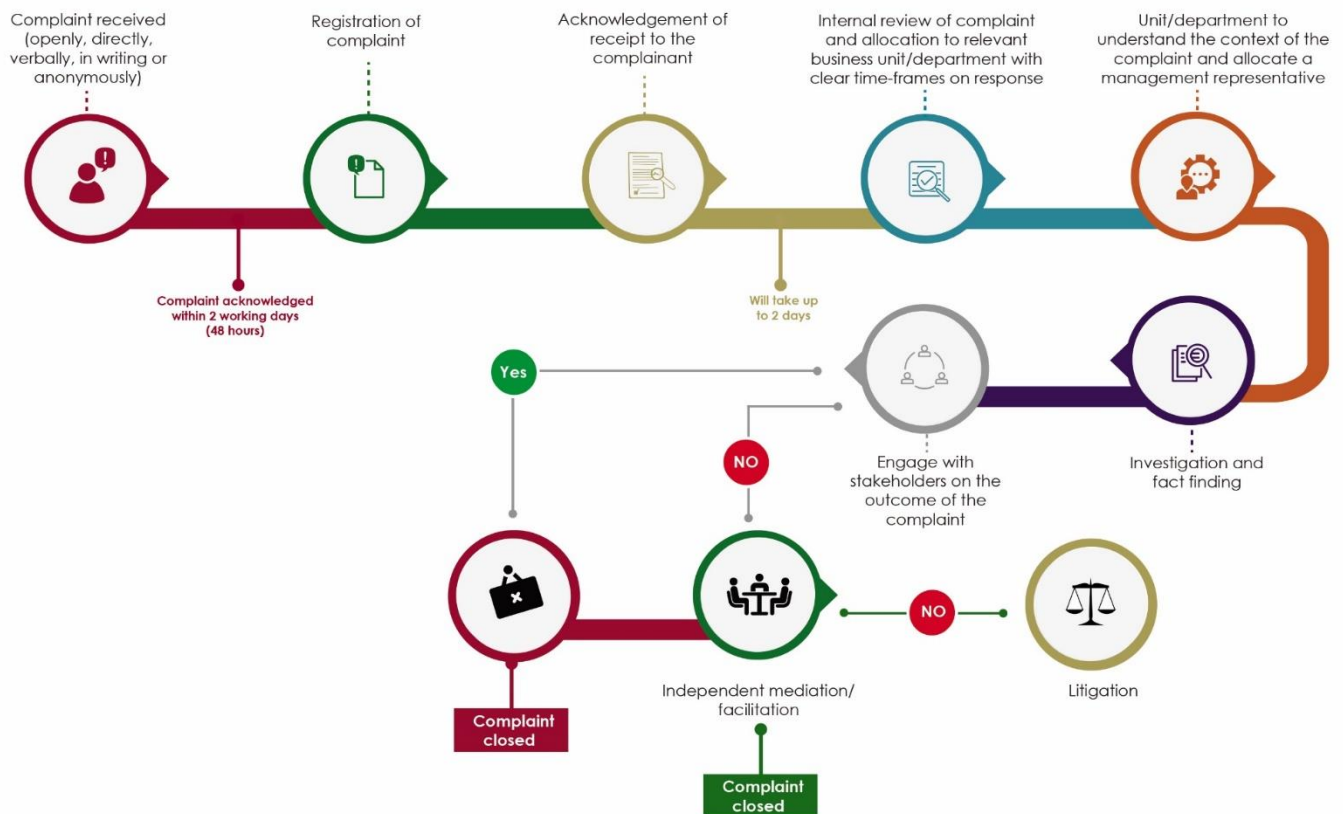 Complaint received
(openly, directly,
verbally, in writing or
anonymously)
Registration of
complaint
Acknowledgement of
receipt to the
complainant
Internal review of complaint
and allocation to relevant
business unit/department with
clear time-frames on response
Unit/department to
understand the context of the
complaint and allocate a
management representative
Complaint acknowledged
within 2 working days
(48 hours)
Will take up
to 2 days
Yes
NO
Engage with
stakeholders on the
outcome of the
complaint
Investigation and
fact finding
NO
Complaint
closed
Independent mediation/
facilitation
Litigation
Complaint
closed